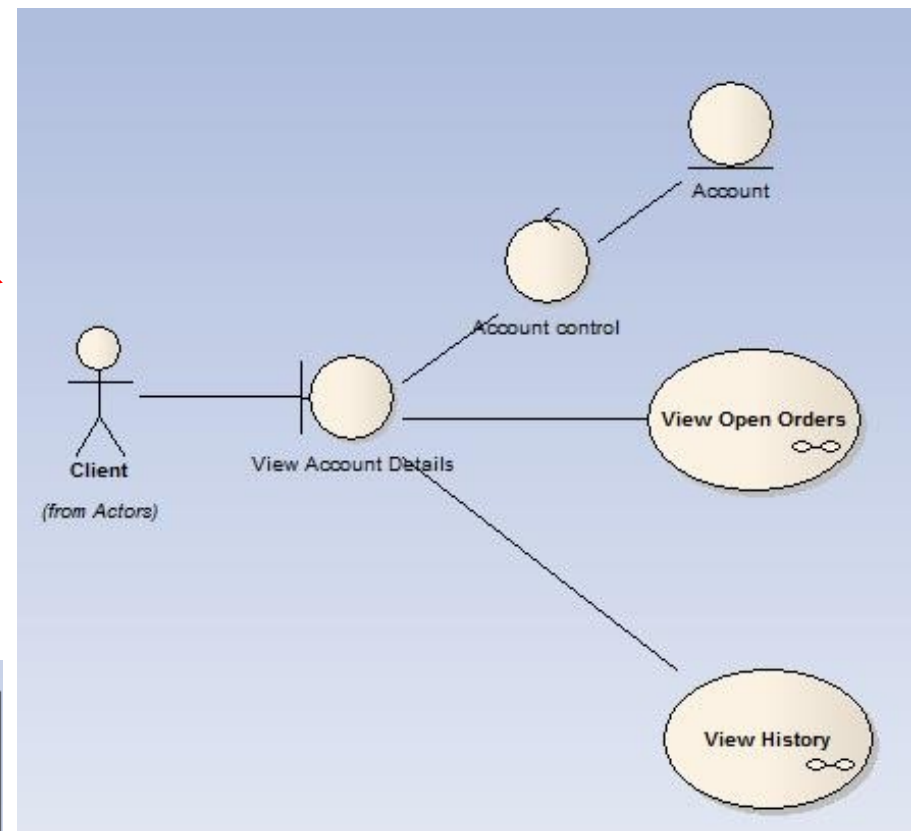 Account
Account control
View Open Orders
Client
View Account Details
(from Actors)
View History